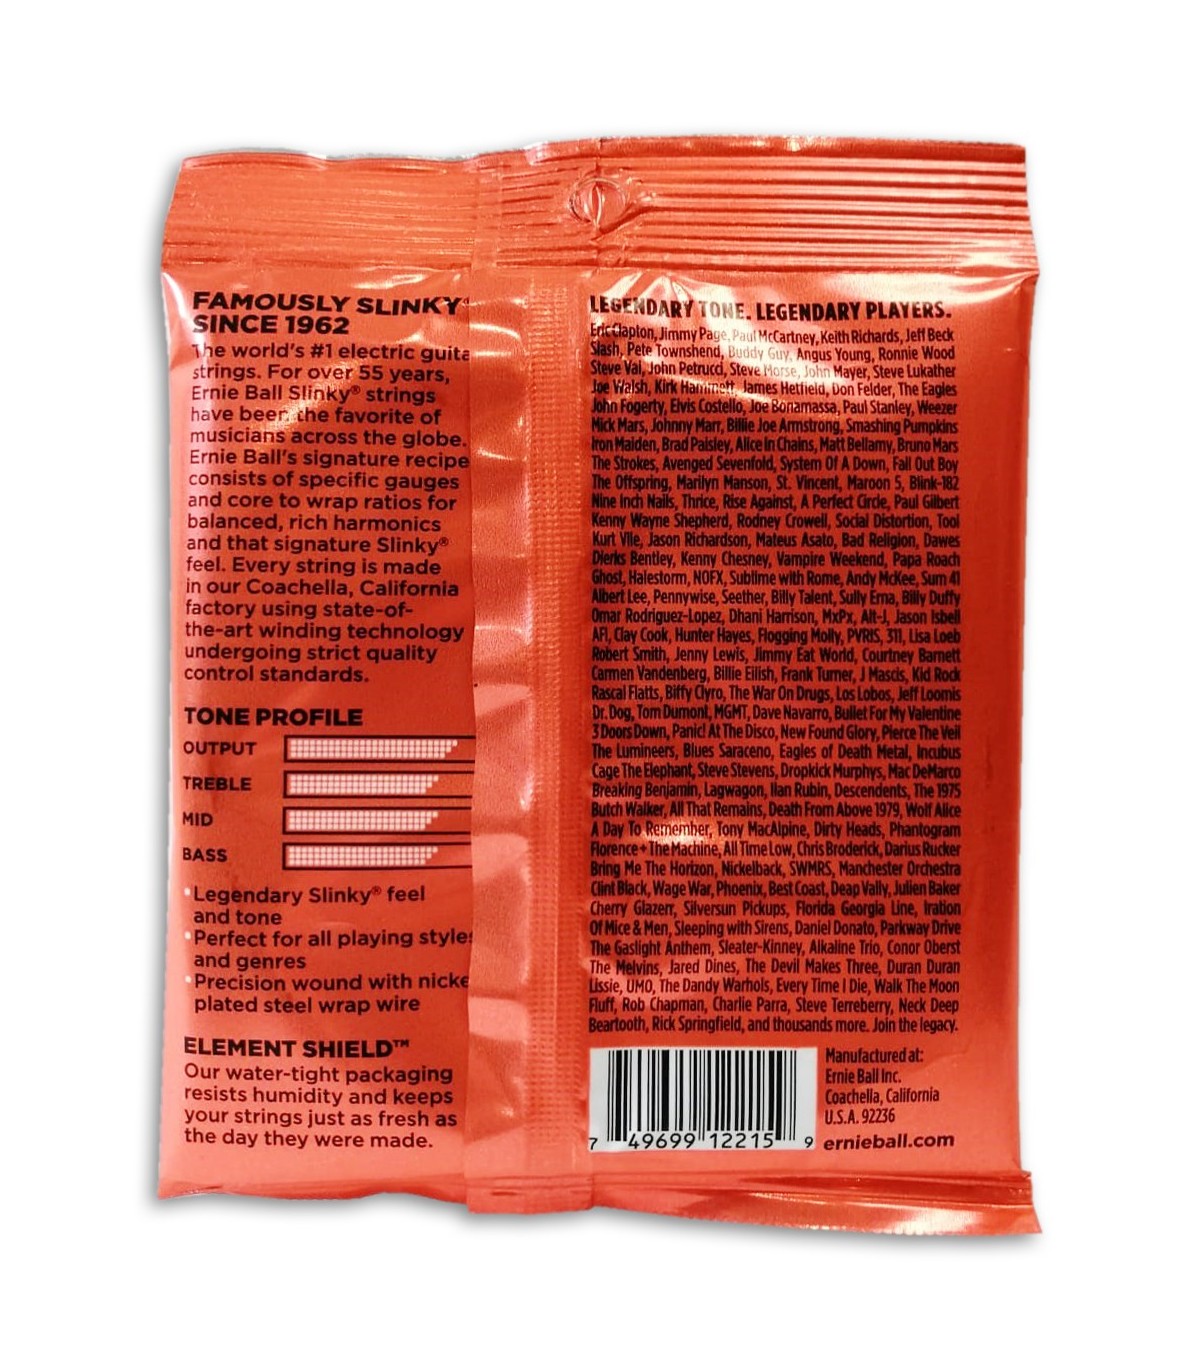 FAMOUSLY SLINKY®
SINCE 1962
The world's #1 electric guita
strings. For over 55 years,
Ernie Ball Slinky® strings
have been the favorite of
musicians across the globe.
Ernie Ball's signature recipe
consists of specific gauges
and core to wrap ratios for
balanced, rich harmonics
and that signature Slinky®
feel. Every string is made
in our Coachella, California
factory using state-of-
the-art winding technology
undergoing strict quality
control standards.
TONE PROFILE
OUTPUT
TREBLE
MID
BASS
•Legendary Slinky® feel
and tone
•Perfect for all playing styles
and genres
•Precision wound with nicke
plated steel wrap wire
ELEMENT SHIELD™
Our water-tight packaging
resists humidity and keeps
your strings just as fresh as
the day they were made.
LEGENDARY TONE. LEGENDARY PLAYERS.
Eric Clapton, Jimmy Page, Paul McCartney, Keith Richards, Jeff Beck
Slash, Pete Townshend, Buddy Guy, Angus Young, Ronnie Wood
Steve Vai, John Petrucci, Steve Morse, John Mayer, Steve Lukather
Joe Walsh, Kirk Hammett, James Hetfield, Don Felder, The Eagles
John Fogerty, Elvis Costello, Joe Bonamassa, Paul Stanley, Weezer
Mick Mars, Johnny Marr, Billie Joe Armstrong, Smashing Pumpkins
Iron Maiden, Brad Paisley, Alice in Chains, Matt Bellamy, Bruno Mars
The Strokes, Avenged Sevenfold, System Of A Down, Fall Out Boy
The Offspring, Marilyn Manson, St. Vincent, Maroon 5, Blink-182
Nine Inch Nails, Thrice, Rise Against, A Perfect Circle, Paul Gilbert
Kenny Wayne Shepherd, Rodney Crowell, Social Distortion, Tool
Kurt Vile, Jason Richardson, Mateus Asato, Bad Religion, Dawes
Dierks Bentley, Kenny Chesney, Vampire Weekend, Papa Roach
Ghost, Halestorm, NOFX, Sublime with Rome, Andy McKee, Sum 41
Albert Lee, Pennywise, Seether, Billy Talent, Sully Erna, Billy Duffy
Omar Rodriguez-Lopez, Dhani Harrison, MxPx, Alt-J, Jason Isbell
AFI, Clay Cook, Hunter Hayes, Flogging Molly, PVRIS, 311, Lisa Loeb
Robert Smith, Jenny Lewis, Jimmy Eat World, Courtney Barnett
Carmen Vandenberg, Billie Eilish, Frank Turner, J Mascis, Kid Rock
Rascal Flatts, Biffy Clyro, The War On Drugs, Los Lobos, Jeff Loomis
Dr. Dog, Tom Dumont, MGMT, Dave Navarro, Bullet For My Valentine
3 Doors Down, Panic! At The Disco, New Found Glory, Pierce The Veil
The Lumineers, Blues Saraceno, Eagles of Death Metal, Incubus
Cage The Elephant, Steve Stevens, Dropkick Murphys, Mac DeMarco
Breaking Benjamin, Lagwagon, Ilan Rubin, Descendents, The 1975
Butch Walker, All That Remains, Death From Above 1979, Wolf Alice
A Day To Remember, Tony MacAlpine, Dirty Heads, Phantogram
Florence + The Machine, All Time Low, Chris Broderick, Darius Rucker
Bring Me The Horizon, Nickelback, SWMRS, Manchester Orchestra
Clint Black, Wage War, Phoenix, Best Coast, Deap Vally, Julien Baker
Cherry Glazerr, Silversun Pickups, Florida Georgia Line, Iration
Of Mice & Men, Sleeping with Sirens, Daniel Donato, Parkway Drive
The Gaslight Anthem, Sleater-Kinney, Alkaline Trio, Conor Oberst
The Melvins, Jared Dines, The Devil Makes Three, Duran Duran
Lissie, UMO, The Dandy Warhols, Every Time I Die, Walk The Moon
Fluff, Rob Chapman, Charlie Parra, Steve Terreberry, Neck Deep
Beartooth, Rick Springfield, and thousands more. Join the legacy.
7 49699 12215 9
Manufactured at:
Ernie Ball Inc.
Coachella, California
U.S.A. 92236
ernieball.com